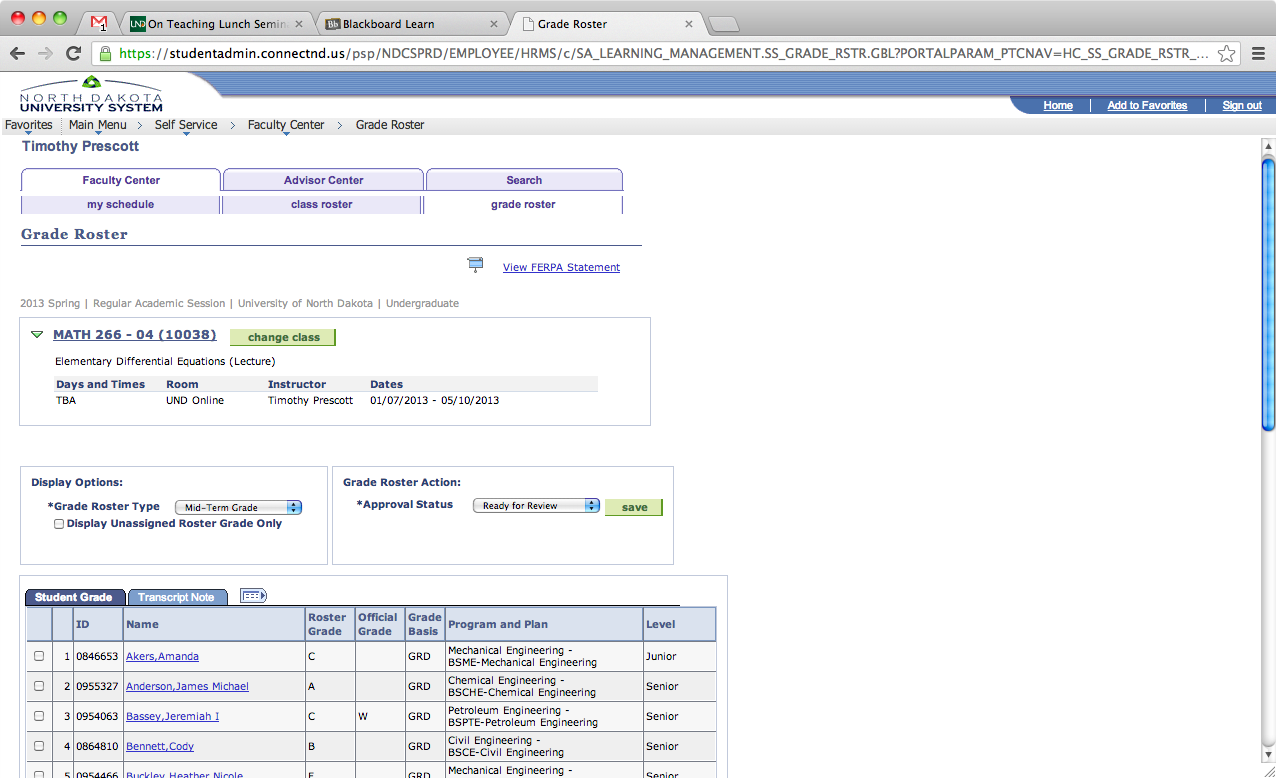 1
On Teaching Lunch Semina
Blackboard Learn
Grade Roster
https://studentadmin.connectnd.us/psp/NDCSPRD/EMPLOYEE/HRMS/c/SA_LEARNING_MANAGEMENT.SS_GRADE_RSTR.GBL?PORTALPARAM_PTCNAV=HC_SS_GRADE_RSTR_...
NORTH DAKOTA
UNIVERSITY SYSTEM
Home Add to Favorites Sign out
Favorites Main Menu > Self Service > Faculty Center > Grade Roster
Timothy Prescott
Faculty Center Advisor Center Search
my schedule class roster grade roster
Grade Roster
View FERPA Statement
2013 Spring | Regular Academic Session | University of North Dakota | Undergraduate
MATH 266 - 04 (10038) change class
Elementary Differential Equations (Lecture)
Days and Times Room Instructor Dates
TBA UND Online Timothy Prescott 01/07/2013 - 05/10/2013
Display Options:
*Grade Roster Type Mid-Term Grade
Display Unassigned Roster Grade Only
Grade Roster Action:
*Approval Status Ready for Review save
Student Grade Transcript Note
ID Name Roster Grade Official Grade Grade Basis Program and Plan Level
1 0846653 Akers,Amanda C GRD Mechanical Engineering - BSME-Mechanical Engineering Junior
2 0955327 Anderson,James Michael A GRD Chemical Engineering - BSCHE-Chemical Engineering Senior
3 0954063 Bassey,Jeremiah I C W GRD Petroleum Engineering - BSPTE-Petroleum Engineering Senior
4 0864810 Bennett,Cody B GRD Civil Engineering - BSCE-Civil Engineering Senior
5 0954466 Buckley,Heather Nicole GRD Mechanical Engineering - Senior